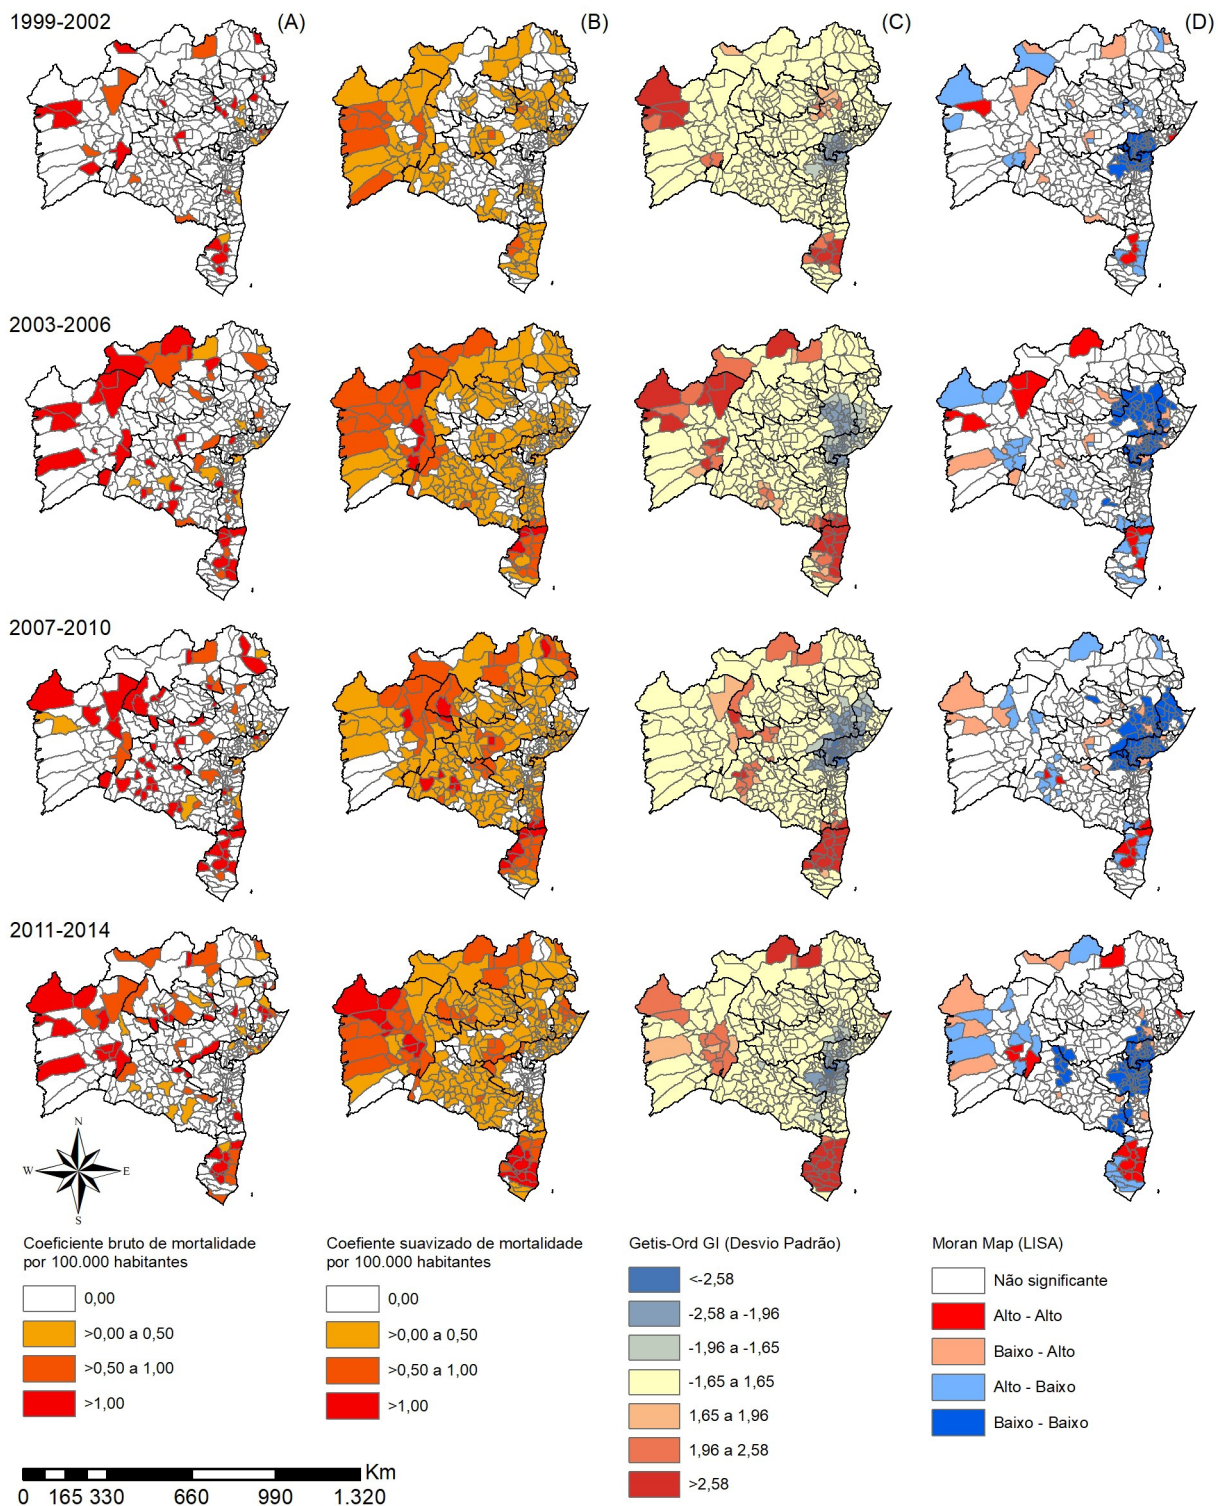 1999-2002
(A)
(B)
(C)
(D)
2003-2006
2007-2010
2011-2014
N
W
E
S
Coeficiente bruto de mortalidade
por 100.000 habitantes
0,00
>0,00 a 0,50
>0,50 a 1,00
>1,00
Coefiente suavizado de mortalidade
por 100.000 habitantes
0,00
>0,00 a 0,50
>0,50 a 1,00
>1,00
Getis-Ord GI (Desvio Padrão)
<-2,58
-2,58 a -1,96
-1,96 a -1,65
-1,65 a 1,65
1,65 a 1,96
1,96 a 2,58
>2,58
Moran Map (LISA)
Não significante
Alto - Alto
Baixo - Alto
Alto - Baixo
Baixo - Baixo
Km
0 165 330 660 990 1.320